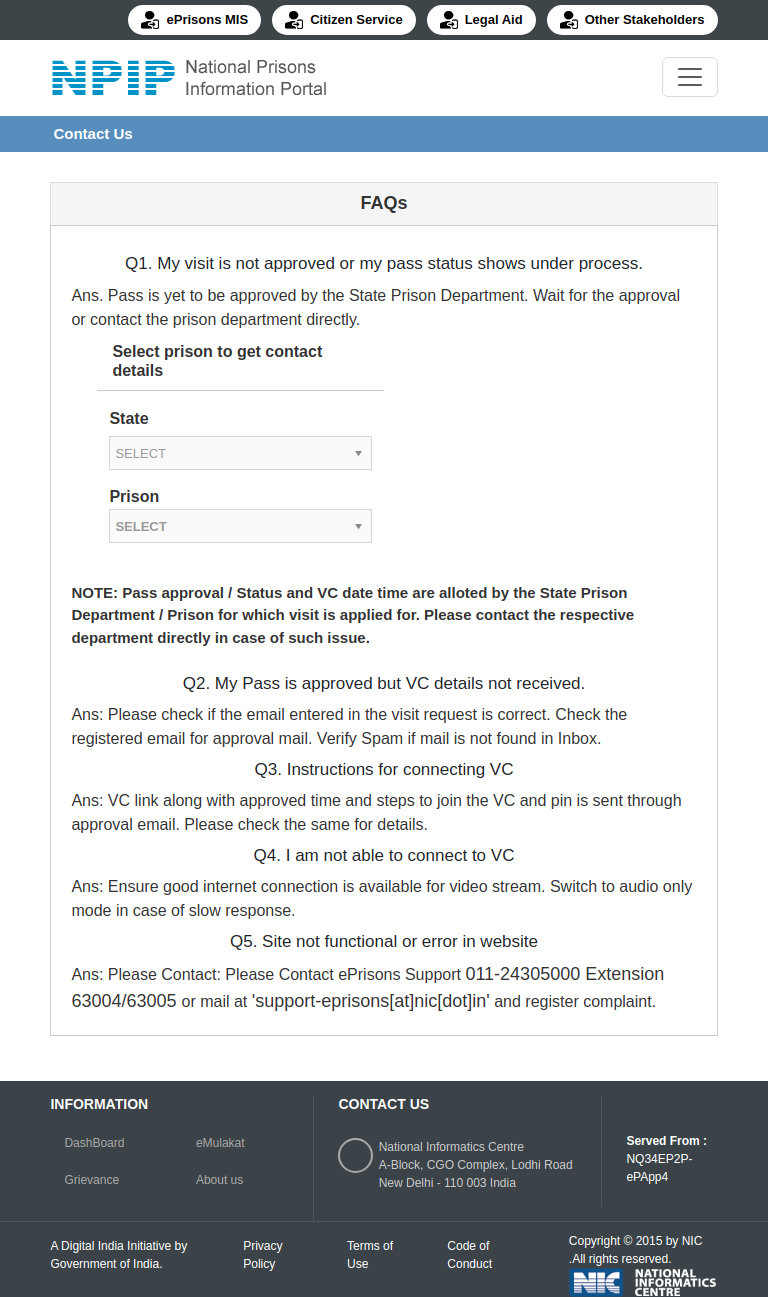 ePrisons MIS Citizen Service Legal Aid Other Stakeholders
NPIP National Prisons
Information Portal
Contact Us
FAQs
Q1. My visit is not approved or my pass status shows under process.
Ans. Pass is yet to be approved by the State Prison Department. Wait for the approval
or contact the prison department directly.
Select prison to get contact
details
State
SELECT
Prison
SELECT
NOTE: Pass approval / Status and VC date time are alloted by the State Prison
Department / Prison for which visit is applied for. Please contact the respective
department directly in case of such issue.
Q2. My Pass is approved but VC details not received.
Ans: Please check if the email entered in the visit request is correct. Check the
registered email for approval mail. Verify Spam if mail is not found in Inbox.
Q3. Instructions for connecting VC
Ans: VC link along with approved time and steps to join the VC and pin is sent through
approval email. Please check the same for details.
Q4. I am not able to connect to VC
Ans: Ensure good internet connection is available for video stream. Switch to audio only
mode in case of slow response.
Q5. Site not functional or error in website
Ans: Please Contact: Please Contact ePrisons Support 011-24305000 Extension
63004/63005 or mail at 'support-eprisons[at]nic[dot]in' and register complaint.
INFORMATION
DashBoard eMulakat
Grievance About us
CONTACT US
National Informatics Centre
A-Block, CGO Complex, Lodhi Road
New Delhi - 110 003 India
Served From :
NQ34EP2P-
ePApp4
A Digital India Initiative by
Government of India.
Privacy
Policy
Terms of
Use
Code of
Conduct
Copyright © 2015 by NIC
.All rights reserved.
NIC NATIONAL
INFORMATICS
CENTRE